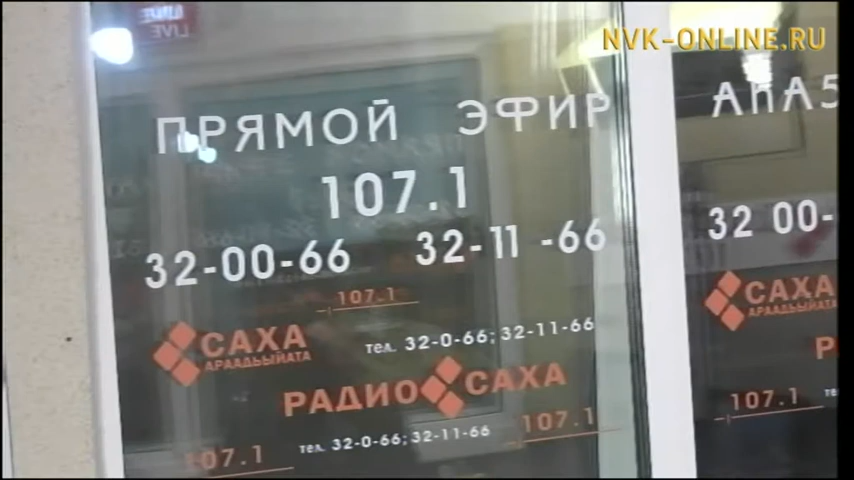 NVK-ONLINE.RU
LIVE
ПРЯМОЙ ЭФИР
107.1
32-00-66 32-11-66
107.1
САХА
АРААДЬЫЙАТА
тел. 32-0-66; 32-11-66
РАДИО САХА
107.1
тел. 32-0-66; 32-11-66
107.1
32 00-
САХА
АРААДЬЫЙАТА
107.1